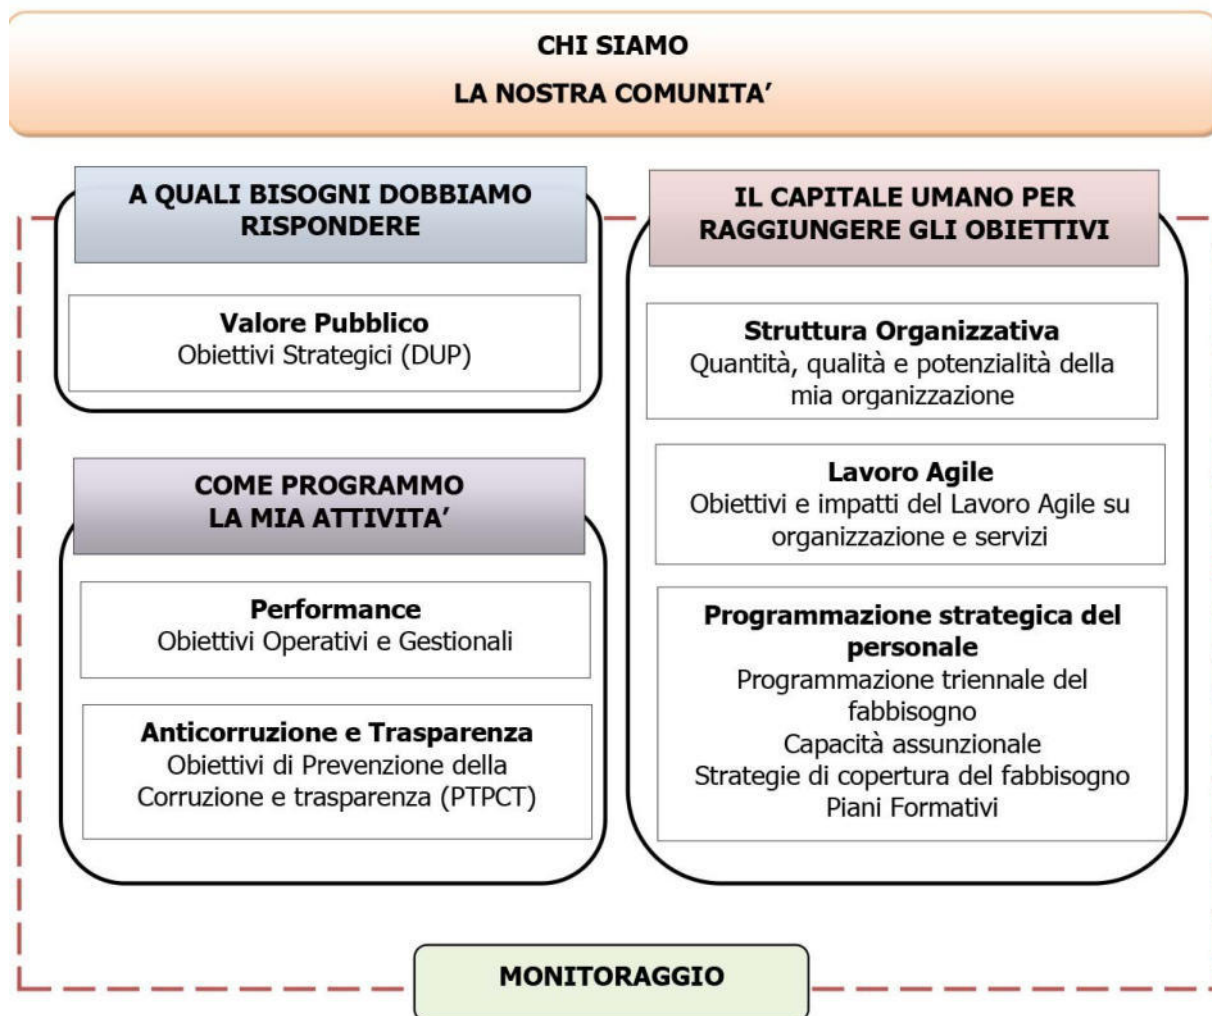 CHI SIAMO
LA NOSTRA COMUNITA’
A QUALI BISOGNI DOBBIAMO
RISPONDERE
Valore Pubblico
Obiettivi Strategici (DUP)
COME PROGRAMMO
LA MIA ATTIVITA’
Performance
Obiettivi Operativi e Gestionali
Anticorruzione e Trasparenza
Obiettivi di Prevenzione della
Corruzione e trasparenza (PTPCT)
IL CAPITALE UMANO PER
RAGGIUNGERE GLI OBIETTIVI
Struttura Organizzativa
Quantità, qualità e potenzialità della
mia organizzazione
Lavoro Agile
Obiettivi e impatti del Lavoro Agile su
organizzazione e servizi
Programmazione strategica del
personale
Programmazione triennale del
fabbisogno
Capacità assunzionale
Strategie di copertura del fabbisogno
Piani Formativi
MONITORAGGIO